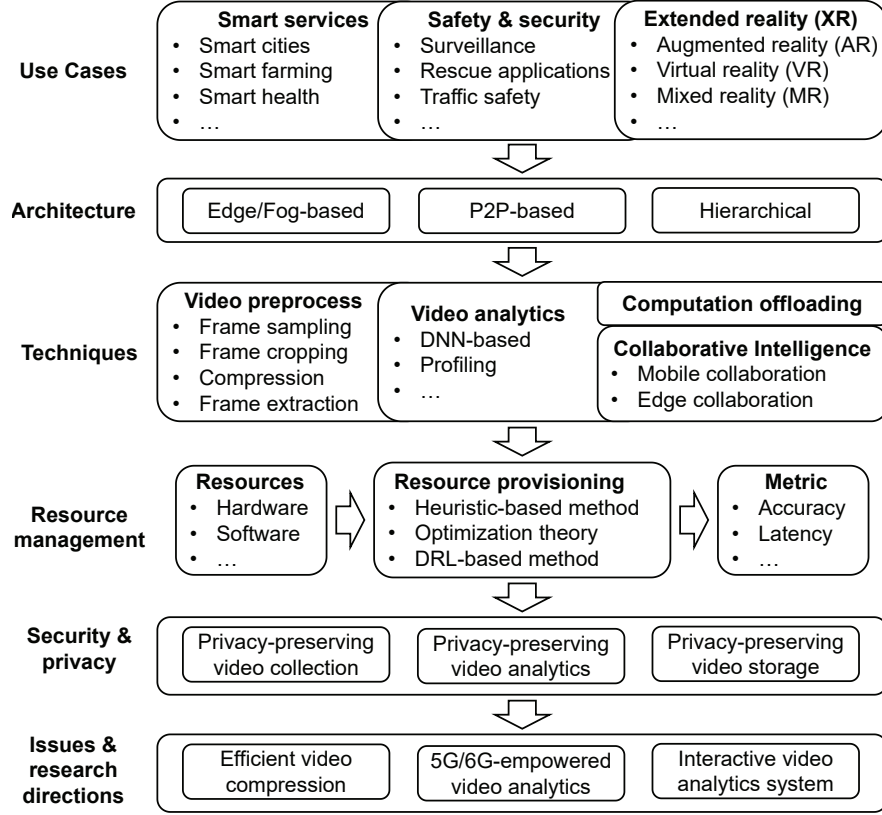 Use Cases
Smart services
• Smart cities
• Smart farming
• Smart health
• …
Safety & security
• Surveillance
• Rescue applications
• Traffic safety
• …
Extended reality (XR)
• Augmented reality (AR)
• Virtual reality (VR)
• Mixed reality (MR)
• …
Architecture
Edge/Fog-based
P2P-based
Hierarchical
Techniques
Video preprocess
• Frame sampling
• Frame cropping
• Compression
• Frame extraction
Video analytics
• DNN-based
• Profiling
• …
Computation offloading
Collaborative Intelligence
• Mobile collaboration
• Edge collaboration
Resource
management
Resources
• Hardware
• Software
• …
Resource provisioning
• Heuristic-based method
• Optimization theory
• DRL-based method
Metric
• Accuracy
• Latency
• …
Security &
privacy
Privacy-preserving
video collection
Privacy-preserving
video analytics
Privacy-preserving
video storage
Issues &
research
directions
Efficient video
compression
5G/6G-empowered
video analytics
Interactive video
analytics system